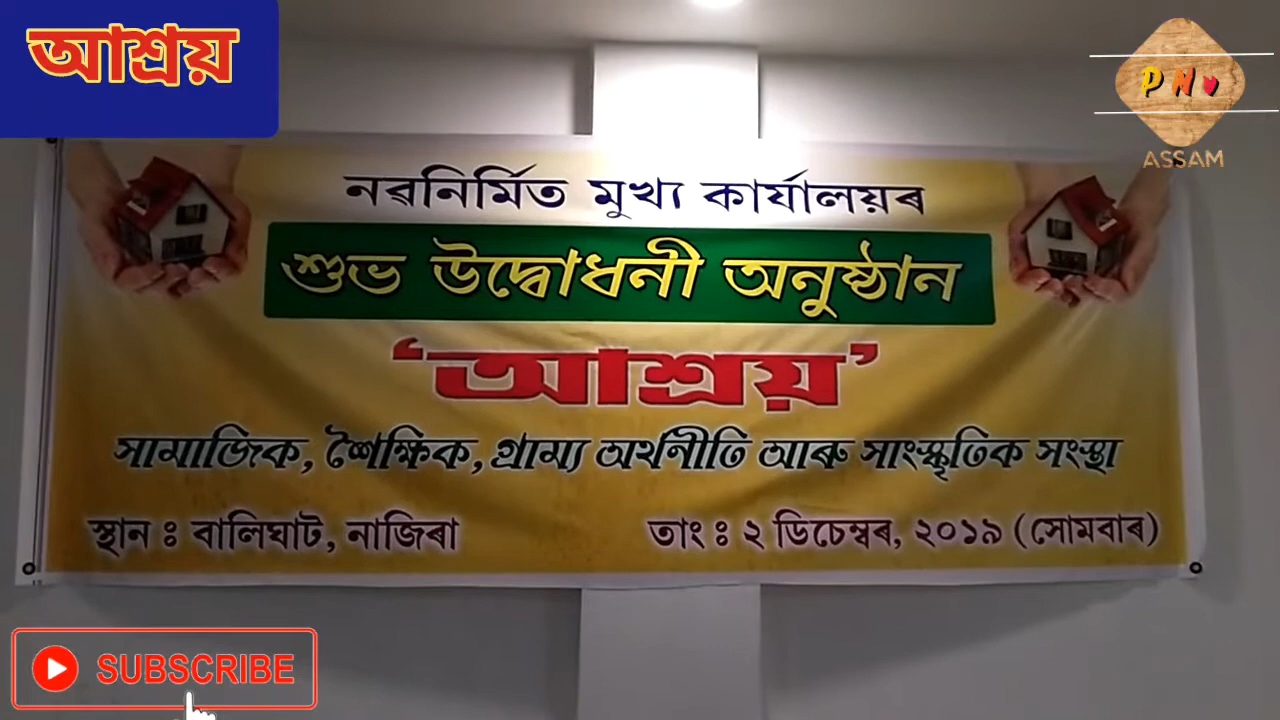 আশ্ৰয়
PN
ASSAM
নৱনিৰ্মিত মুখ্য কাৰ্যালয়ৰ
শুভ উদ্বোধনী অনুষ্ঠান
‘আশ্ৰয়’
সামাজিক, শৈক্ষিক, গ্ৰাম্য অৰ্থনীতি আৰু সাংস্কৃতিক সংস্থা
স্থান ঃ বালিঘাট, নাজিৰা
তাং ঃ ২ ডিচেম্বৰ, ২০১৯ (সোমবাৰ)
SUBSCRIBE